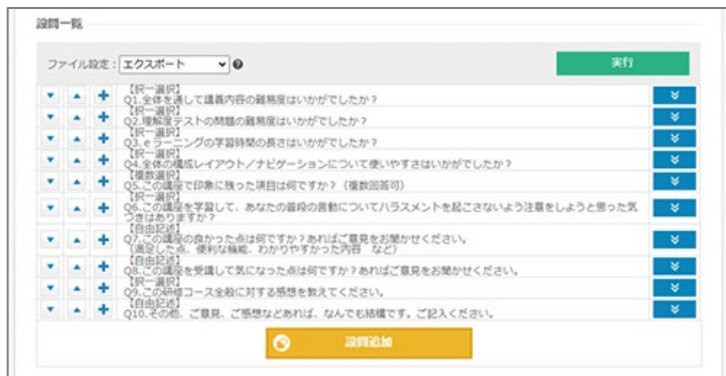 設問一覧
ファイル設定：エクスポート
実行
【択一選択】
Q1.全体を通して講義内容の難易度はいかがでしたか？
【択一選択】
Q2.理解度テストの問題の難易度はいかがでしたか？
【択一選択】
Q3.eラーニングの学習時間の長さはいかがでしたか？
【択一選択】
Q4.全体の構成レイアウト／ナビゲーションについて使いやすさはいかがでしたか？
【複数選択】
Q5.この講座で印象に残った項目は何ですか？（複数回答可）
【択一選択】
Q6.この講座を学習して、あなたの普段の言動についてハラスメントを起こさないよう注意をしようと思った気
づきはありますか？
【自由記述】
Q7.この講座の良かった点は何ですか？あればご意見をお聞かせください。
（満足した点、便利な機能、わかりやすかった内容　など）
【自由記述】
Q8.この講座を受講して気になった点は何ですか？あればご意見をお聞かせください。
【択一選択】
Q9.この研修コース全般に対する感想を教えてください。
【自由記述】
Q10.その他、ご意見、ご感想などあれば、なんでも結構です。ご記入ください。
設問追加